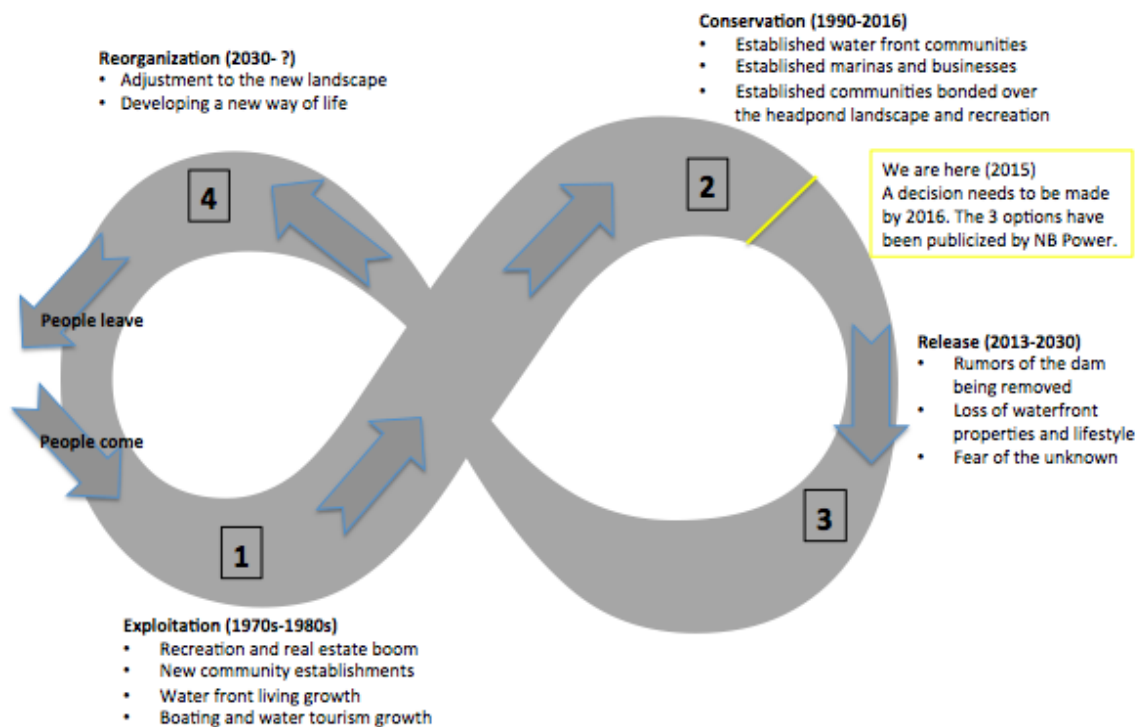 Reorganization (2030- ?)
• Adjustment to the new landscape
• Developing a new way of life
Conservation (1990-2016)
• Established water front communities
• Established marinas and businesses
• Established communities bonded over
the headpond landscape and recreation
We are here (2015)
A decision needs to be made
by 2016. The 3 options have
been publicized by NB Power.
4
2
People leave
People come
Release (2013-2030)
• Rumors of the dam
being removed
• Loss of waterfront
properties and lifestyle
• Fear of the unknown
3
1
Exploitation (1970s-1980s)
• Recreation and real estate boom
• New community establishments
• Water front living growth
• Boating and water tourism growth